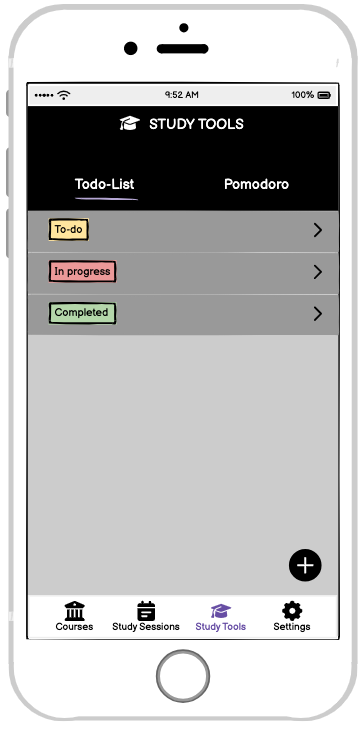 9:52 AM 100%
STUDY TOOLS
Todo-List Pomodoro
To-do
In progress
Completed
Courses Study Sessions Study Tools Settings